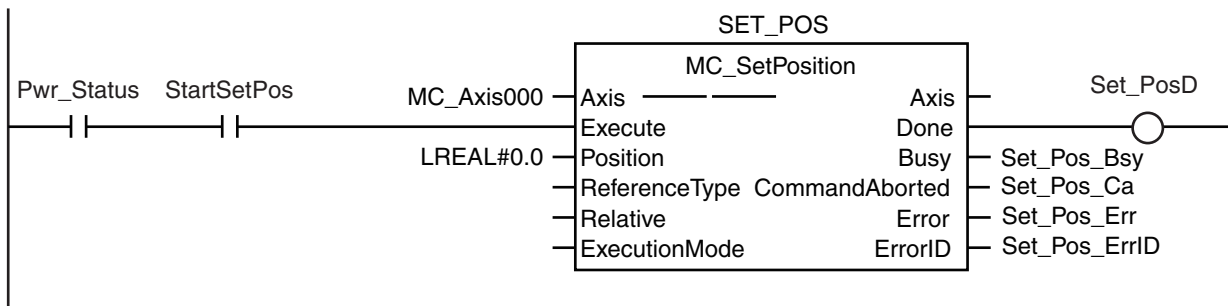 SET_POS
MC_SetPosition
Pwr_Status StartSetPos
Set_PosD
MC_Axis000 Axis Axis
Execute Done
LREAL#0.0 Position Busy Set_Pos_Bsy
ReferenceType CommandAborted Set_Pos_Ca
Relative Error Set_Pos_Err
ExecutionMode ErrorID Set_Pos_ErrID